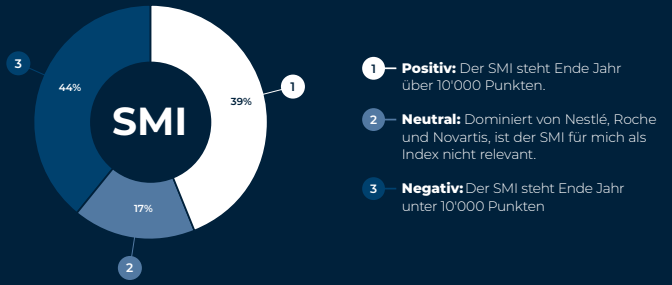 3
44%
1
39%
SMI
17%
2
1 Positiv: Der SMI steht Ende Jahr
über 10'000 Punkten.
2 Neutral: Dominiert von Nestlé, Roche
und Novartis, ist der SMI für mich als
Index nicht relevant.
3 Negativ: Der SMI steht Ende Jahr
unter 10'000 Punkten